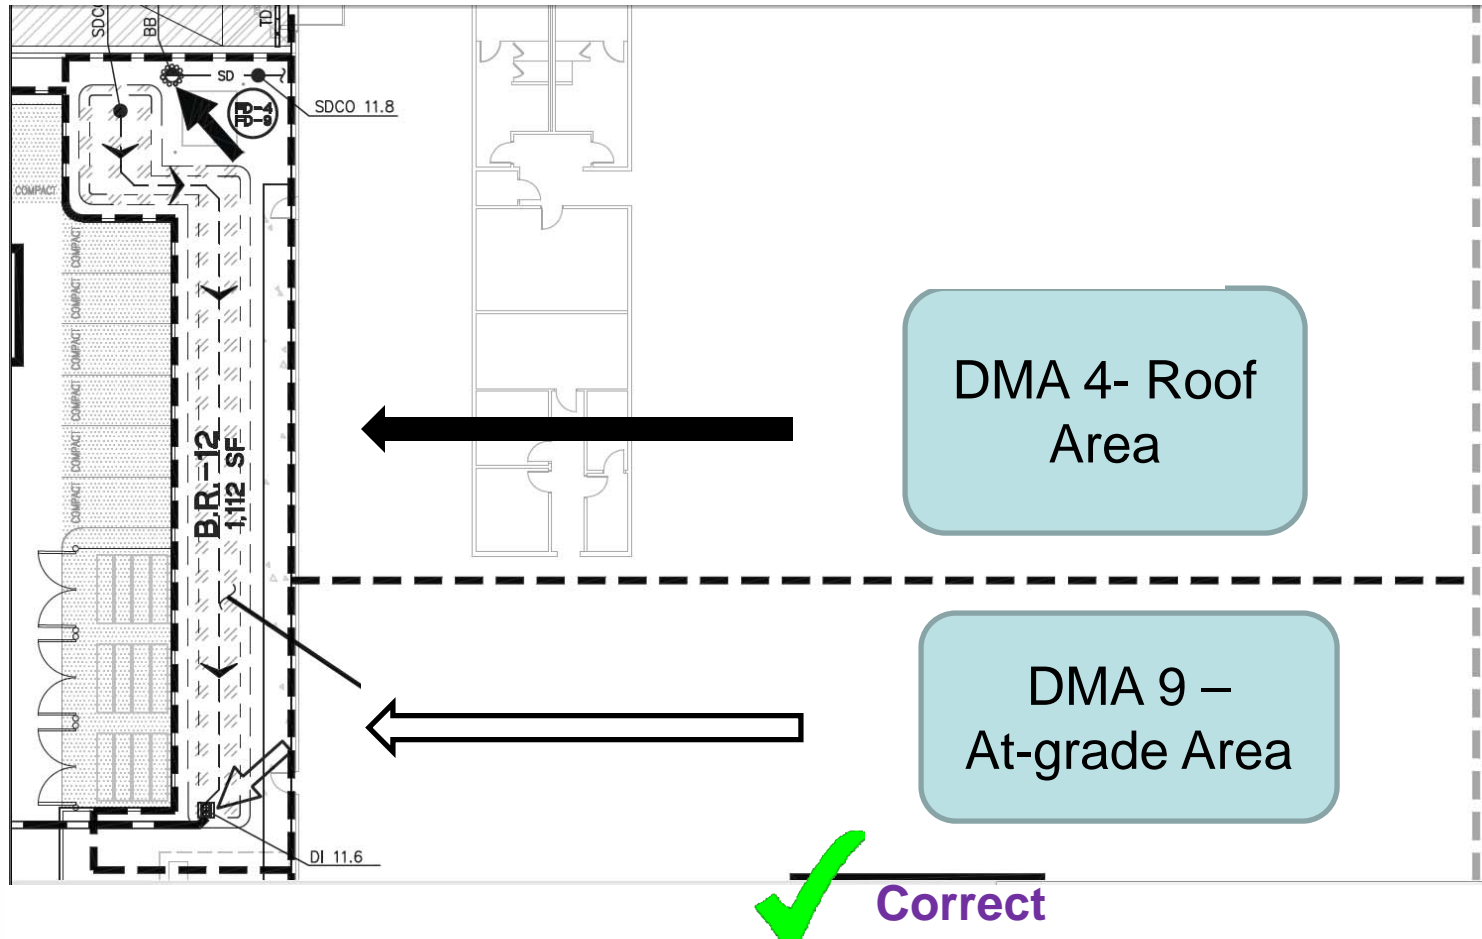 SDCO
BB
TD
SD
SDCO 11.8
FD-4
FD-9
COMPACT
COMPACT
COMPACT
COMPACT
COMPACT
COMPACT
COMPACT
B.R.-12
1,112 SF
DMA 4- Roof
Area
DMA 9 –
At-grade Area
DI 11.6
Correct